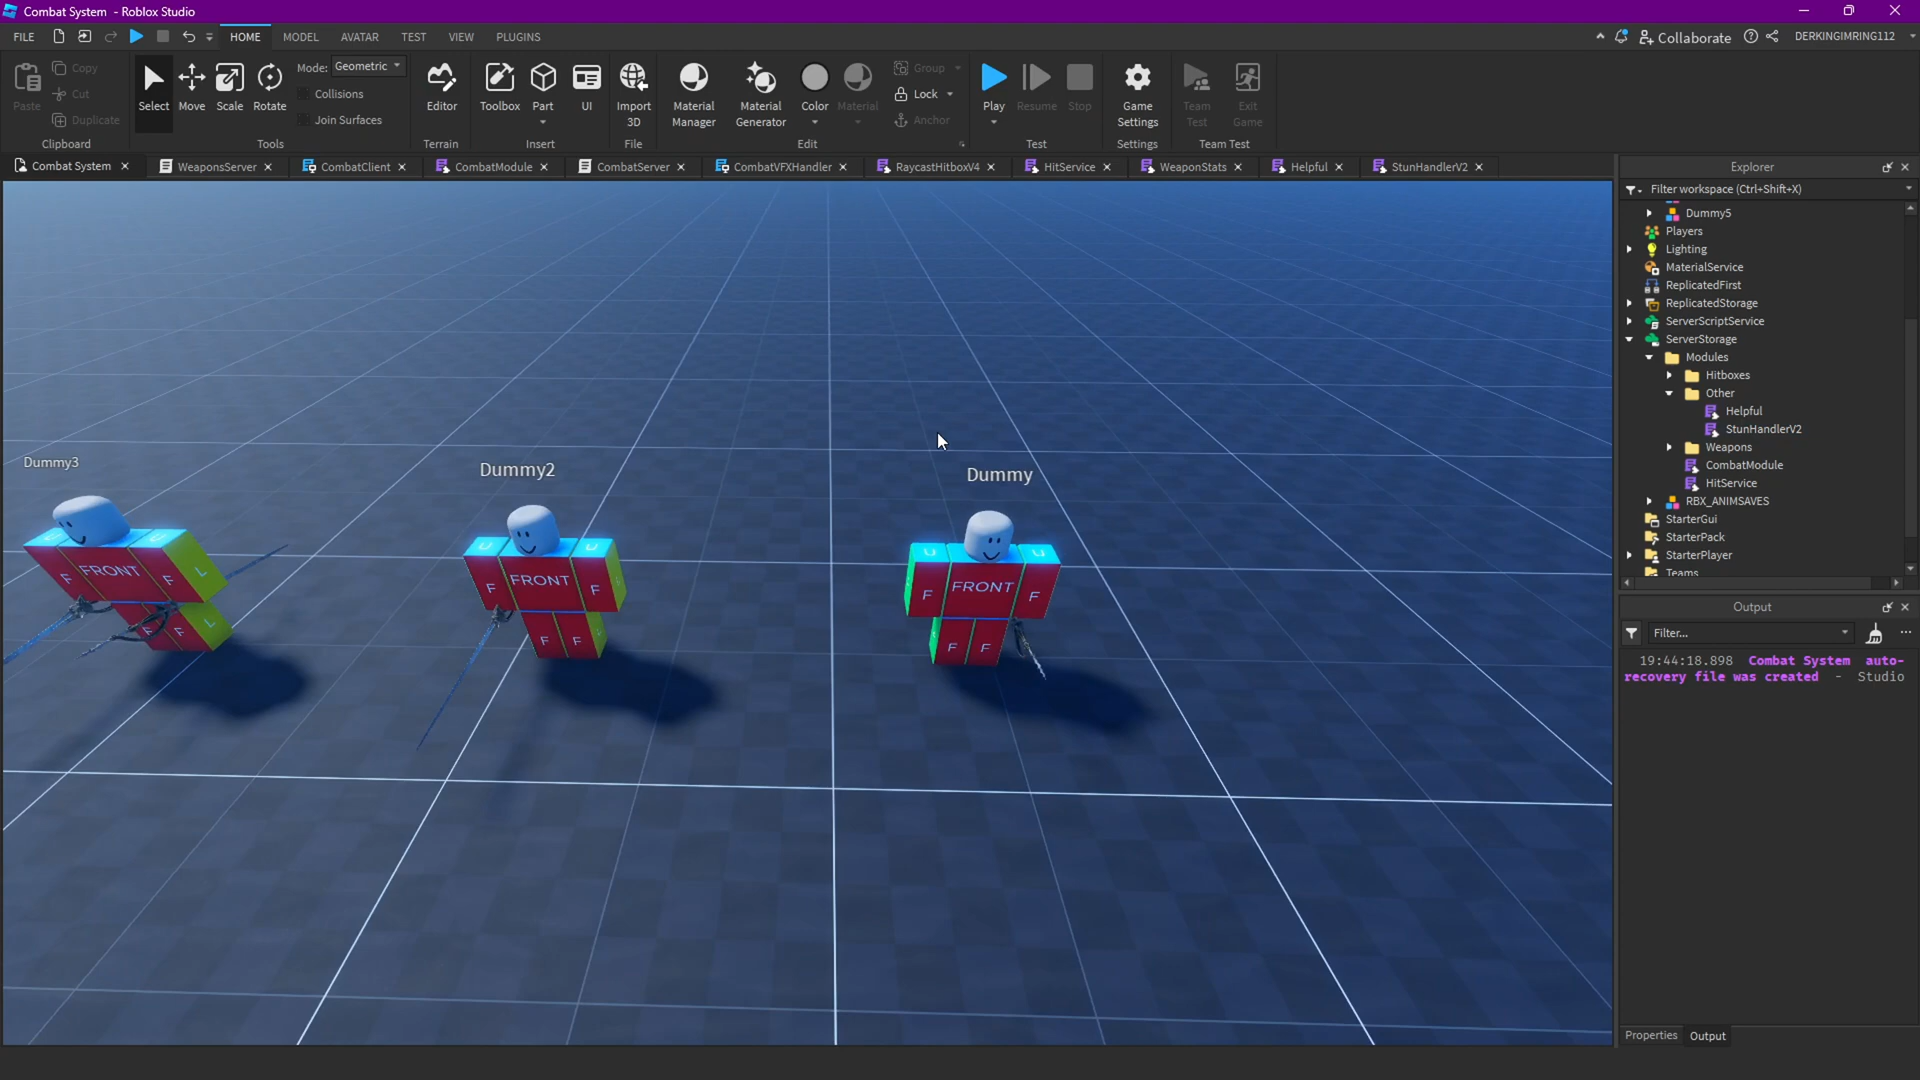 Combat System - Roblox Studio
FILE HOME MODEL AVATAR TEST VIEW PLUGINS Collaborate DERKINGIMRING112
Paste Copy Cut Duplicate
Clipboard
Select Move Scale Rotate Mode: Geometric Collisions Join Surfaces
Tools
Editor
Terrain
Toolbox Part UI
Insert
Import 3D
File
Material Manager Material Generator Color Material Group Lock Anchor
Edit
Play Resume Stop
Test
Game Settings
Settings
Team Test Exit Game
Team Test
Combat System WeaponsServer CombatClient CombatModule CombatServer CombatVFXHandler RaycastHitboxV4 HitService WeaponStats Helpful StunHandlerV2
Dummy3
Dummy2
Dummy
U U
F FRONT F L
F F L
U U
F FRONT F
F F
U U
F FRONT F
F F
Explorer
Filter workspace (Ctrl+Shift+X)
Dummy5
Players
Lighting
MaterialService
ReplicatedFirst
ReplicatedStorage
ServerScriptService
ServerStorage
Modules
Hitboxes
Other
Helpful
StunHandlerV2
Weapons
CombatModule
HitService
RBX_ANIMSAVES
StarterGui
StarterPack
StarterPlayer
Teams
Output
Filter...
19:44:18.898 Combat System auto-
recovery file was created - Studio
Properties Output